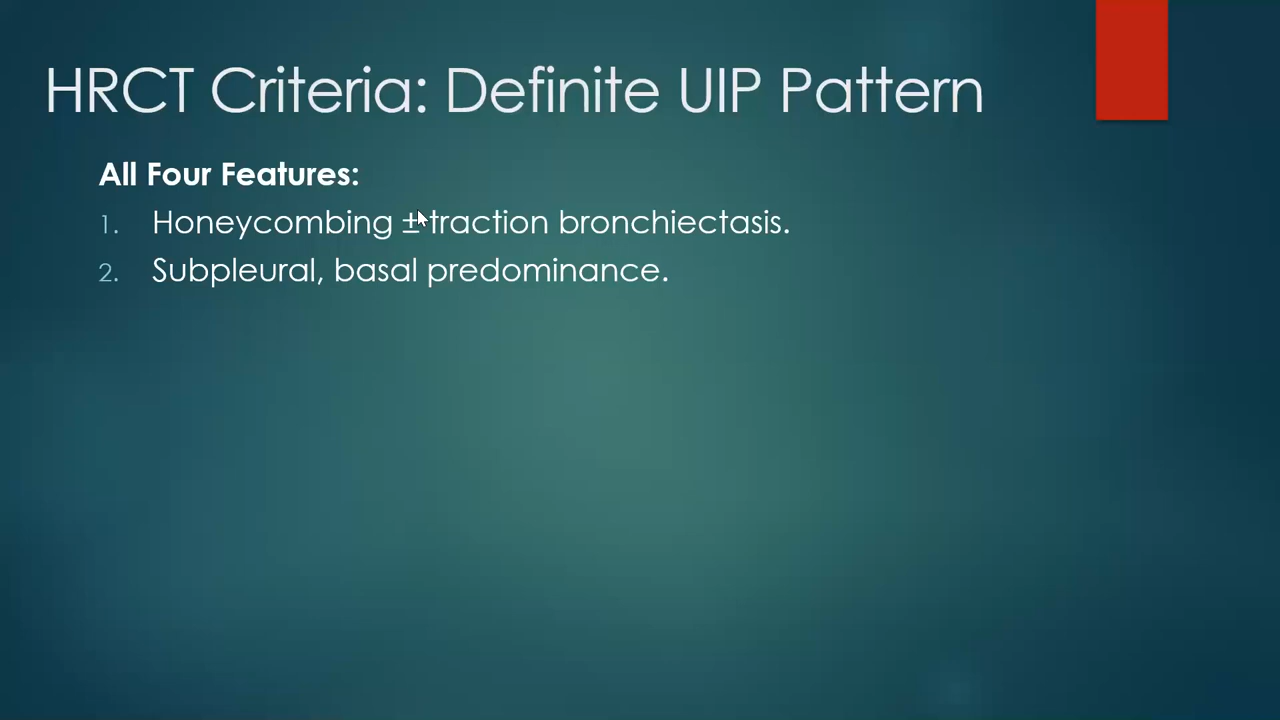 HRCT Criteria: Definite UIP Pattern
All Four Features:
1. Honeycombing ± traction bronchiectasis.
2. Subpleural, basal predominance.